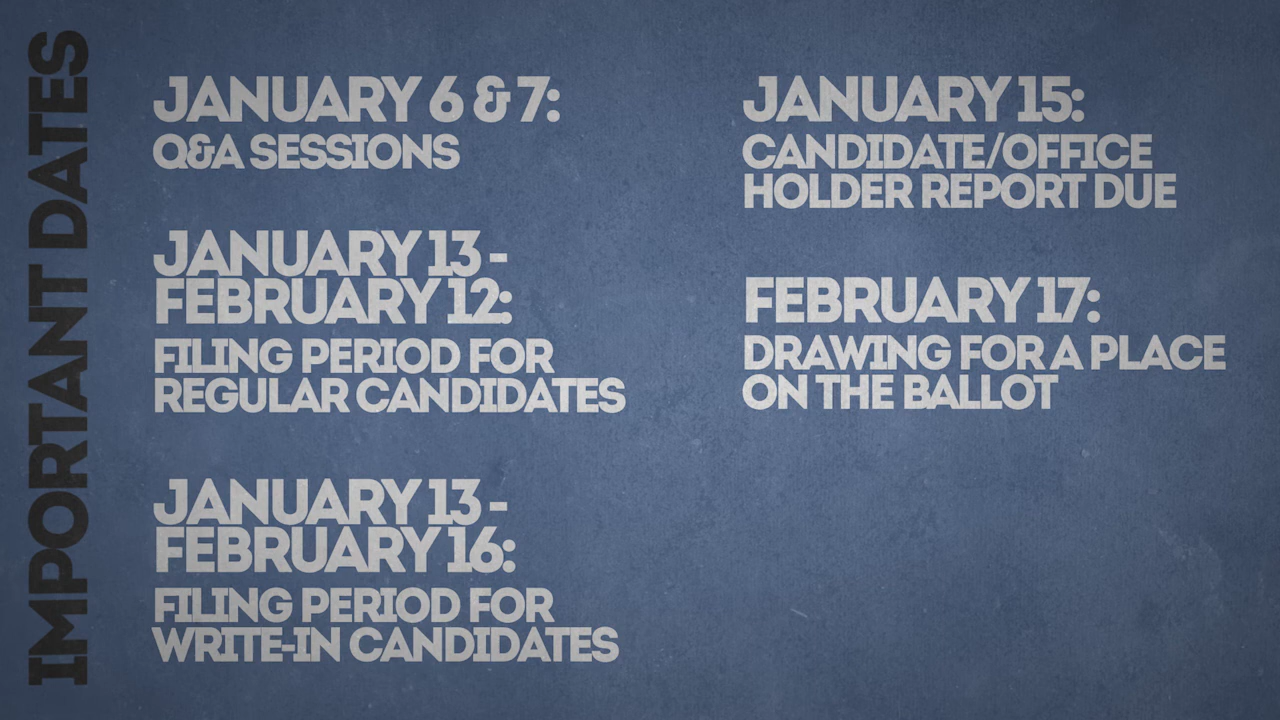 IMPORTANT DATES
JANUARY 6 & 7:
Q&A SESSIONS
JANUARY 13 -
FEBRUARY 12:
FILING PERIOD FOR
REGULAR CANDIDATES
JANUARY 13 -
FEBRUARY 16:
FILING PERIOD FOR
WRITE-IN CANDIDATES
JANUARY 15:
CANDIDATE/OFFICE
HOLDER REPORT DUE
FEBRUARY 17:
DRAWING FOR A PLACE
ON THE BALLOT